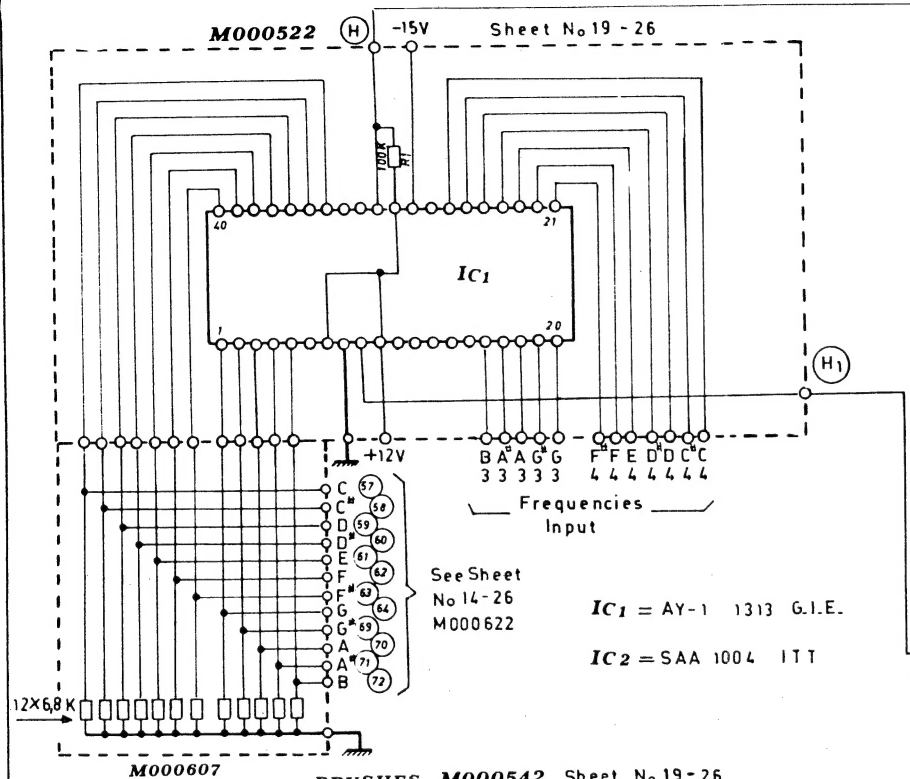 M000522 H -15V Sheet No 19-26
100K R1
40 21
IC1
1 20
H1
+12V
B A# A G# G F# F E D# D C# C
3 3 3 3 3 4 4 4 4 4 4 4
Frequencies
Input
C 57
C# 58
D 59
D# 60
E 61
F 62
F# 63
G 64
G# 69
A 70
A# 71
B 72
See Sheet
No 14-26
M000622
IC1 = AY-1 1313 G.I.E.
IC2 = SAA 1004 ITT
12X6,8 K
M000607
BRUSHES M000542 Sheet No 19-26